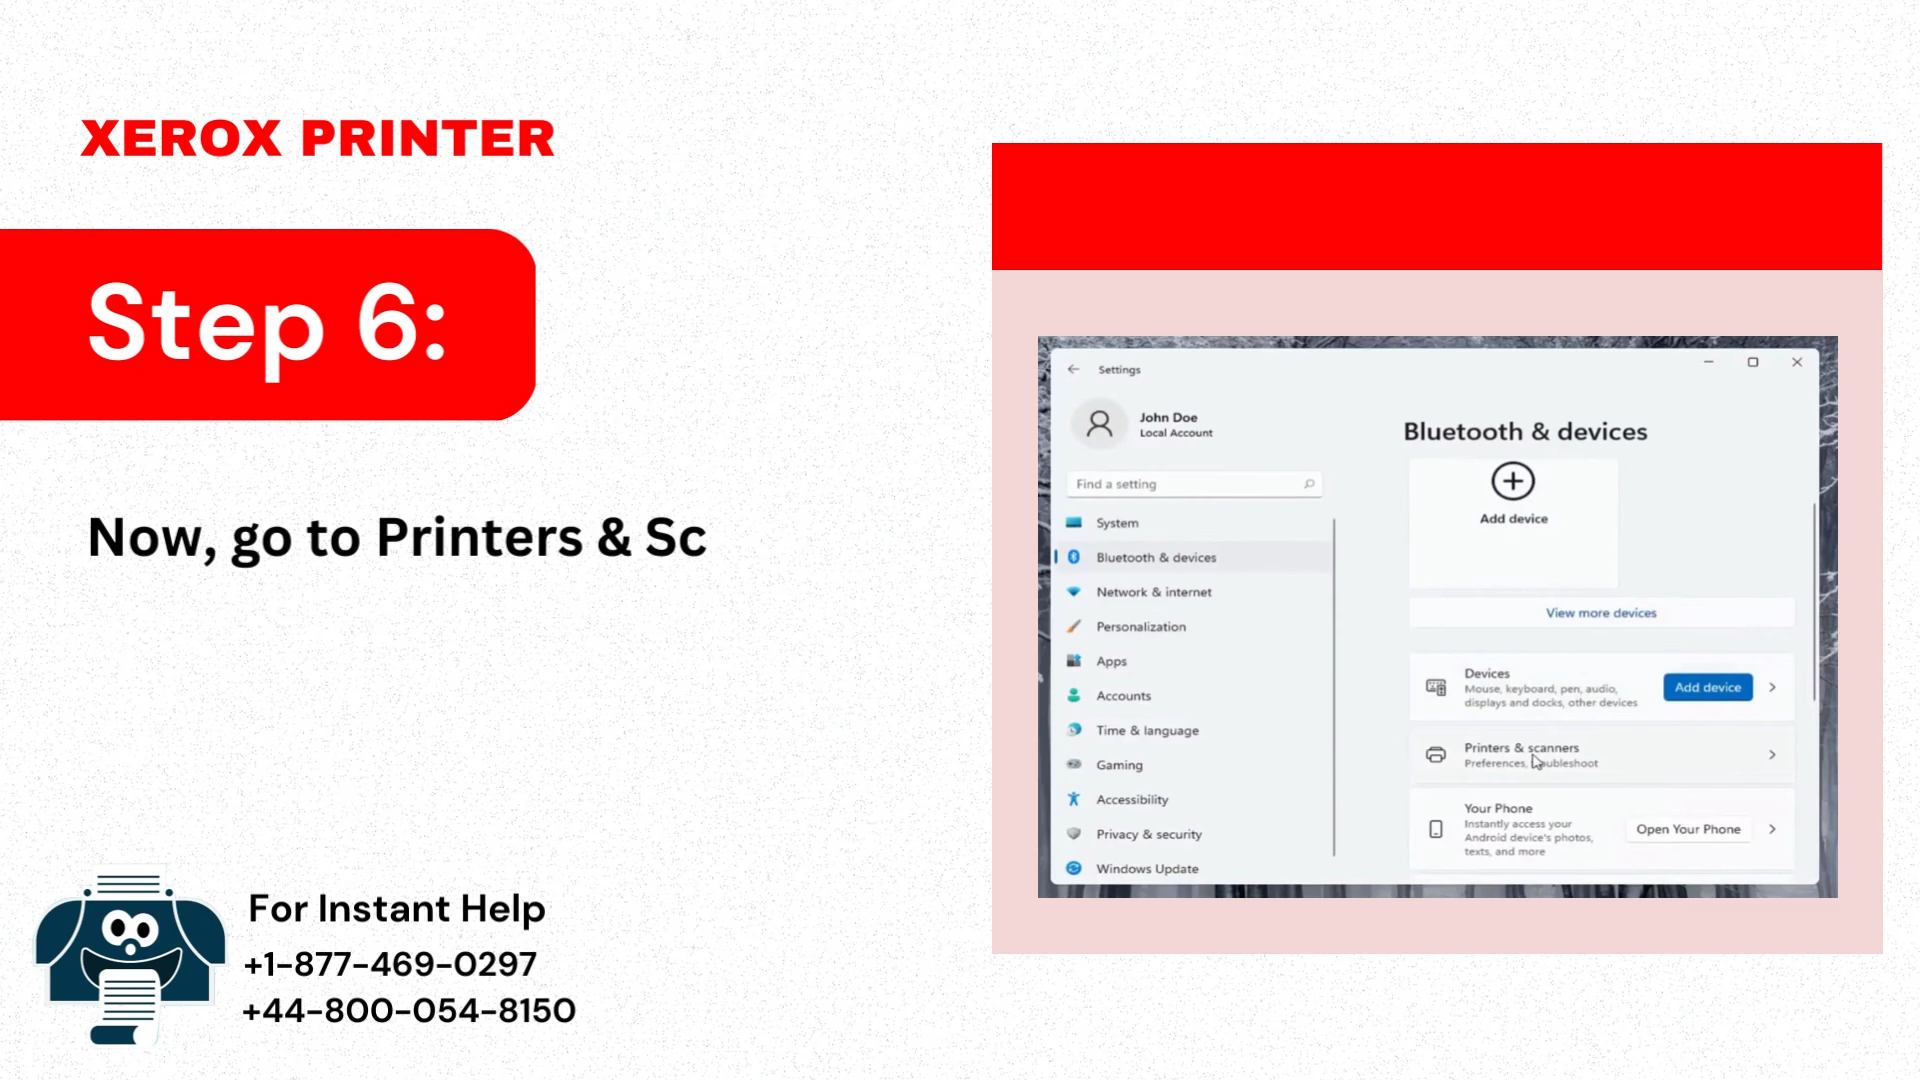 XEROX PRINTER
Step 6:
Now, go to Printers & Sc
For Instant Help
+1-877-469-0297
+44-800-054-8150
Settings
John Doe
Local Account
Find a setting
System
Bluetooth & devices
Network & internet
Personalization
Apps
Accounts
Time & language
Gaming
Accessibility
Privacy & security
Windows Update
Bluetooth & devices
Add device
View more devices
Devices
Mouse, keyboard, pen, audio,
displays and docks, other devices
Add device
Printers & scanners
Preferences, troubleshoot
Your Phone
Instantly access your
Android device's photos,
texts, and more
Open Your Phone